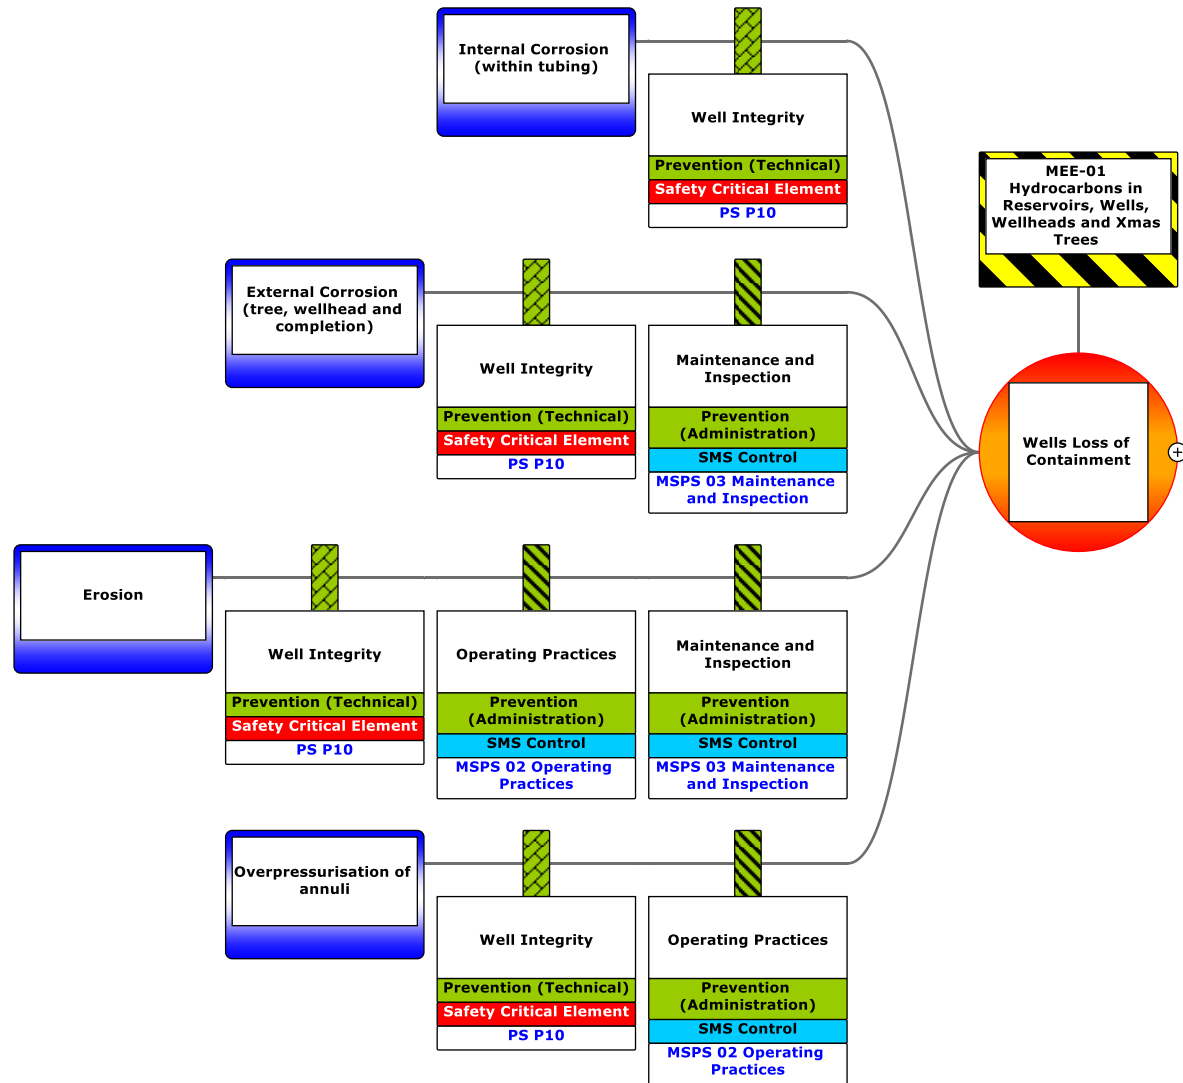 Internal Corrosion
(within tubing)
Well Integrity
Prevention (Technical)
Safety Critical Element
PS P10
MEE-01
Hydrocarbons in
Reservoirs, Wells,
Wellheads and Xmas
Trees
External Corrosion
(tree, wellhead and
completion)
Well Integrity
Prevention (Technical)
Safety Critical Element
PS P10
Maintenance and
Inspection
Prevention
(Administration)
SMS Control
MSPS 03 Maintenance
and Inspection
Wells Loss of
Containment
+
Erosion
Well Integrity
Prevention (Technical)
Safety Critical Element
PS P10
Operating Practices
Prevention
(Administration)
SMS Control
MSPS 02 Operating
Practices
Maintenance and
Inspection
Prevention
(Administration)
SMS Control
MSPS 03 Maintenance
and Inspection
Overpressurisation of
annuli
Well Integrity
Prevention (Technical)
Safety Critical Element
PS P10
Operating Practices
Prevention
(Administration)
SMS Control
MSPS 02 Operating
Practices